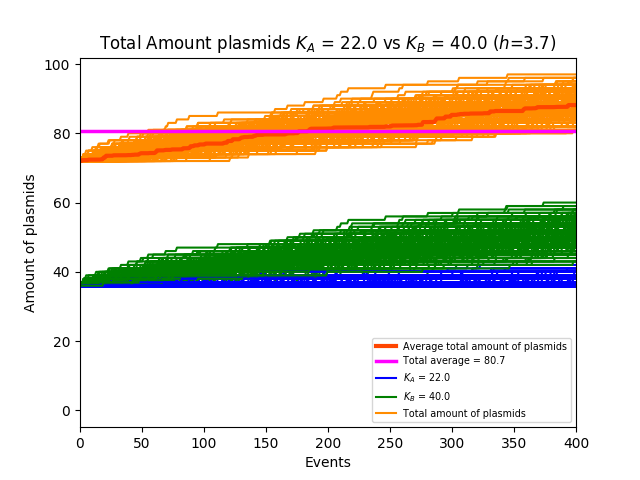 Total Amount plasmids K_A = 22.0 vs K_B = 40.0 (h=3.7)
Amount of plasmids
100
80
60
40
20
0
Average total amount of plasmids
Total average = 80.7
K_A = 22.0
K_B = 40.0
Total amount of plasmids
0 50 100 150 200 250 300 350 400
Events